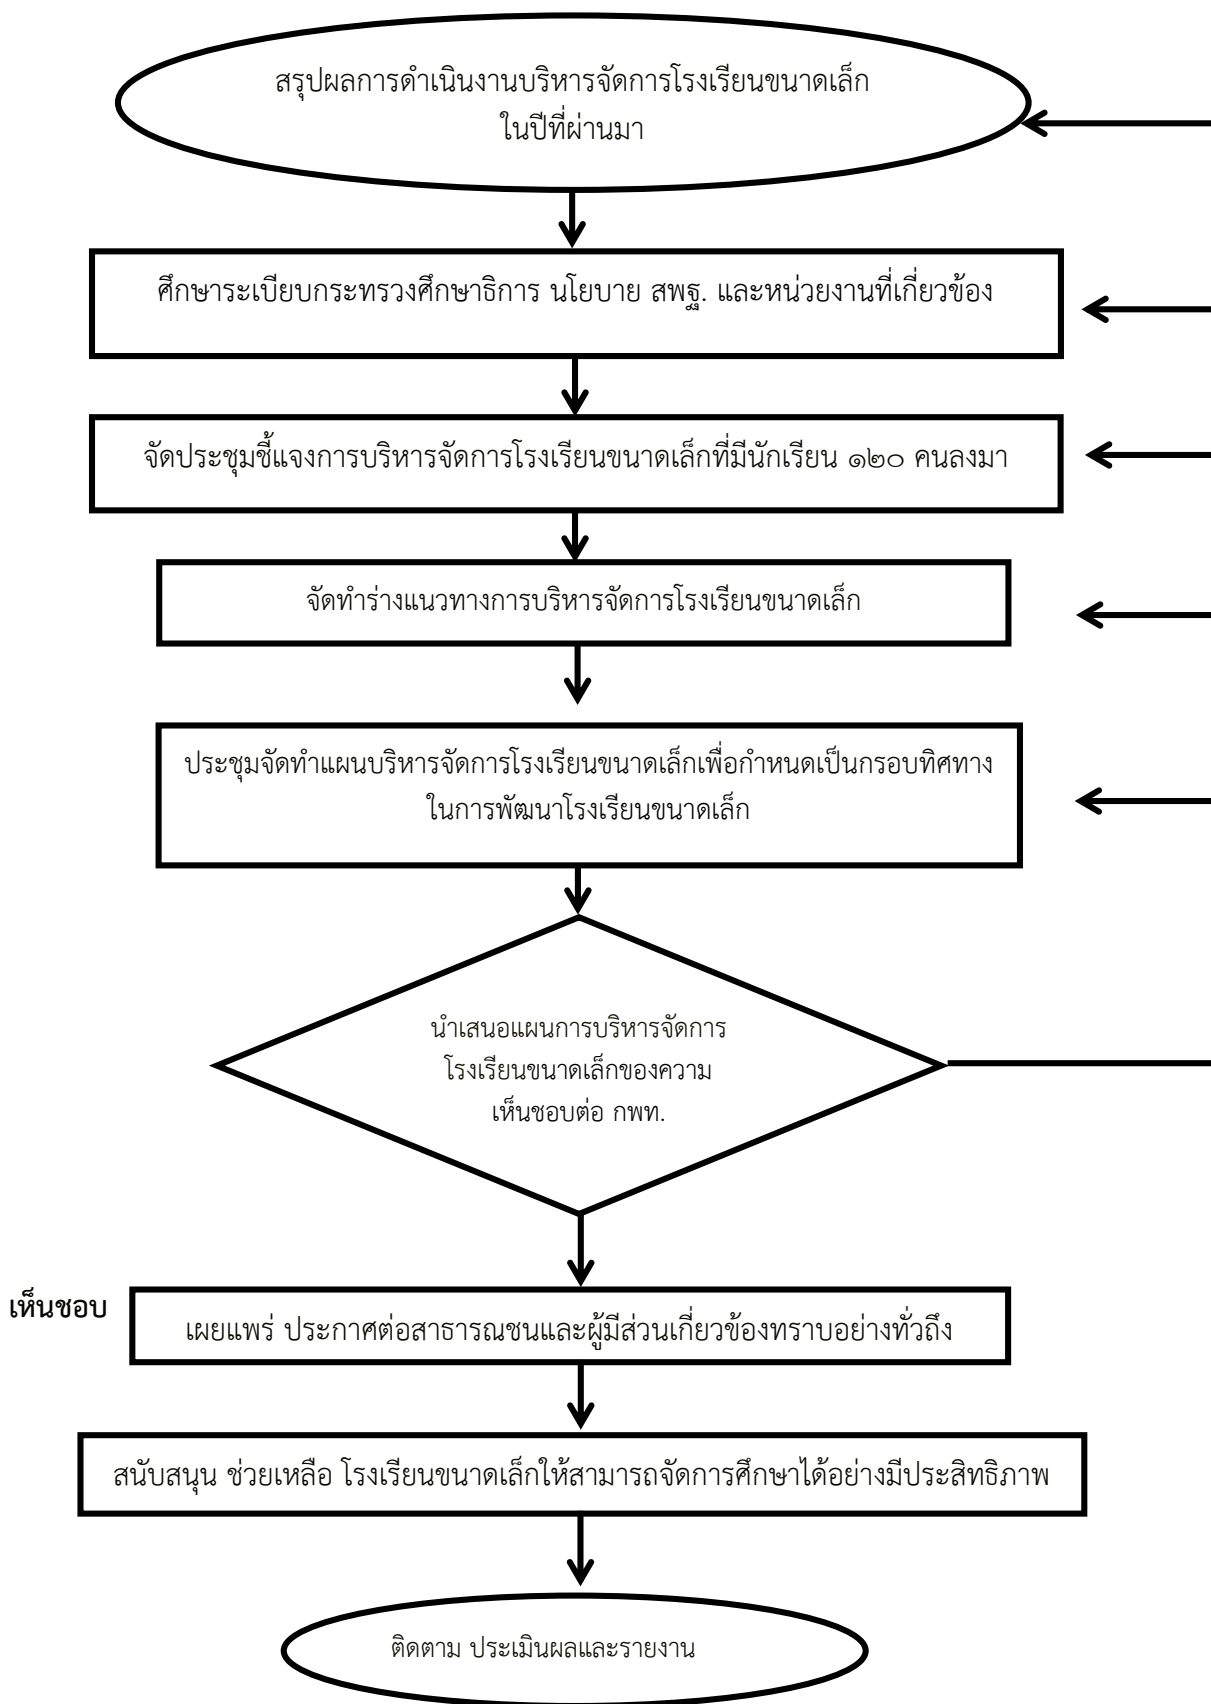 สรุปผลการดำเนินงานบริหารจัดการโรงเรียนขนาดเล็ก
ในปีที่ผ่านมา
ศึกษาระเบียบกระทรวงศึกษาธิการ นโยบาย สพฐ. และหน่วยงานที่เกี่ยวข้อง
จัดประชุมชี้แจงการบริหารจัดการโรงเรียนขนาดเล็กที่มีนักเรียน ๑๒๐ คนลงมา
จัดทำร่างแนวทางการบริหารจัดการโรงเรียนขนาดเล็ก
ประชุมจัดทำแผนบริหารจัดการโรงเรียนขนาดเล็กเพื่อกำหนดเป็นกรอบทิศทาง
ในการพัฒนาโรงเรียนขนาดเล็ก
นำเสนอแผนการบริหารจัดการ
โรงเรียนขนาดเล็กของความ
เห็นชอบต่อ กพท.
เห็นชอบ
เผยแพร่ ประกาศต่อสาธารณชนและผู้มีส่วนเกี่ยวข้องทราบอย่างทั่วถึง
สนับสนุน ช่วยเหลือ โรงเรียนขนาดเล็กให้สามารถจัดการศึกษาได้อย่างมีประสิทธิภาพ
ติดตาม ประเมินผลและรายงาน